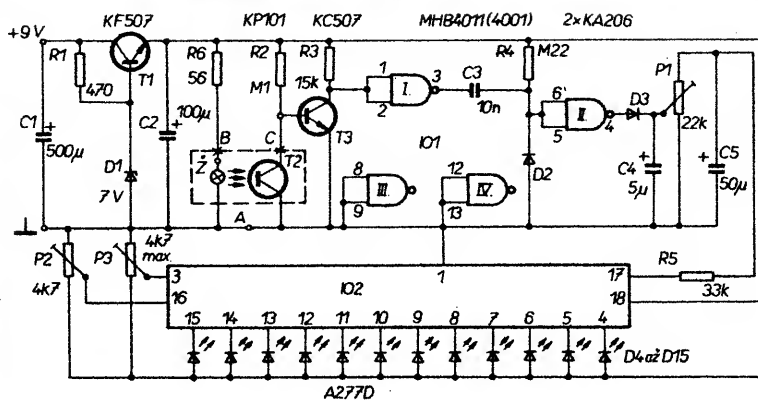 KF507 KP101 KC507 MHB4011(4001) 2×KA206
+9V R1 R6 R2 R3 R4 M22
470 T1 56 M1 15k 1 I. 3 C3 6 II. D3 P1
2 10n 5 4 22k
C1 + 500µ C2 + 100µ T3 IO1
B C
D1 7V Ž T2 8 III. 12 IV. D2 C4 + 5µ C5 + 50µ
9 13
A
P2 P3 4k7 max. 3 1 17 R5
4k7 16 IO2 18 33k
15 14 13 12 11 10 9 8 7 6 5 4
D4 až D15
A277D